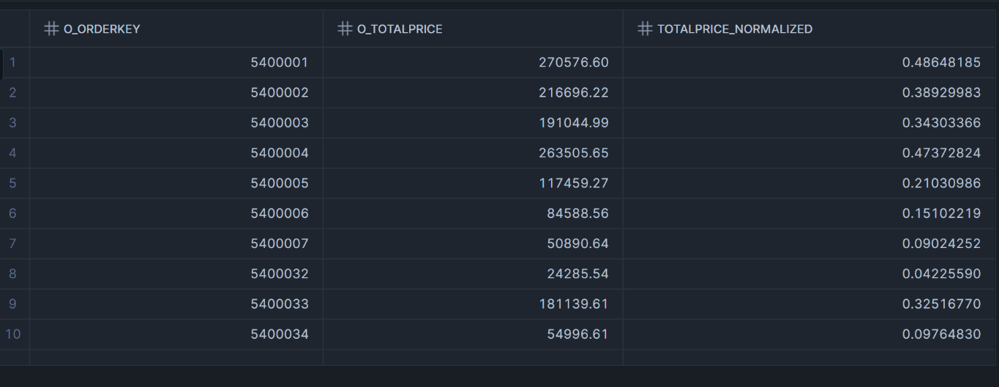 O_ORDERKEY O_TOTALPRICE TOTALPRICE_NORMALIZED
1 5400001 270576.60 0.48648185
2 5400002 216696.22 0.38929983
3 5400003 191044.99 0.34303366
4 5400004 263505.65 0.47372824
5 5400005 117459.27 0.21030986
6 5400006 84588.56 0.15102219
7 5400007 50890.64 0.09024252
8 5400032 24285.54 0.04225590
9 5400033 181139.61 0.32516770
10 5400034 54996.61 0.09764830